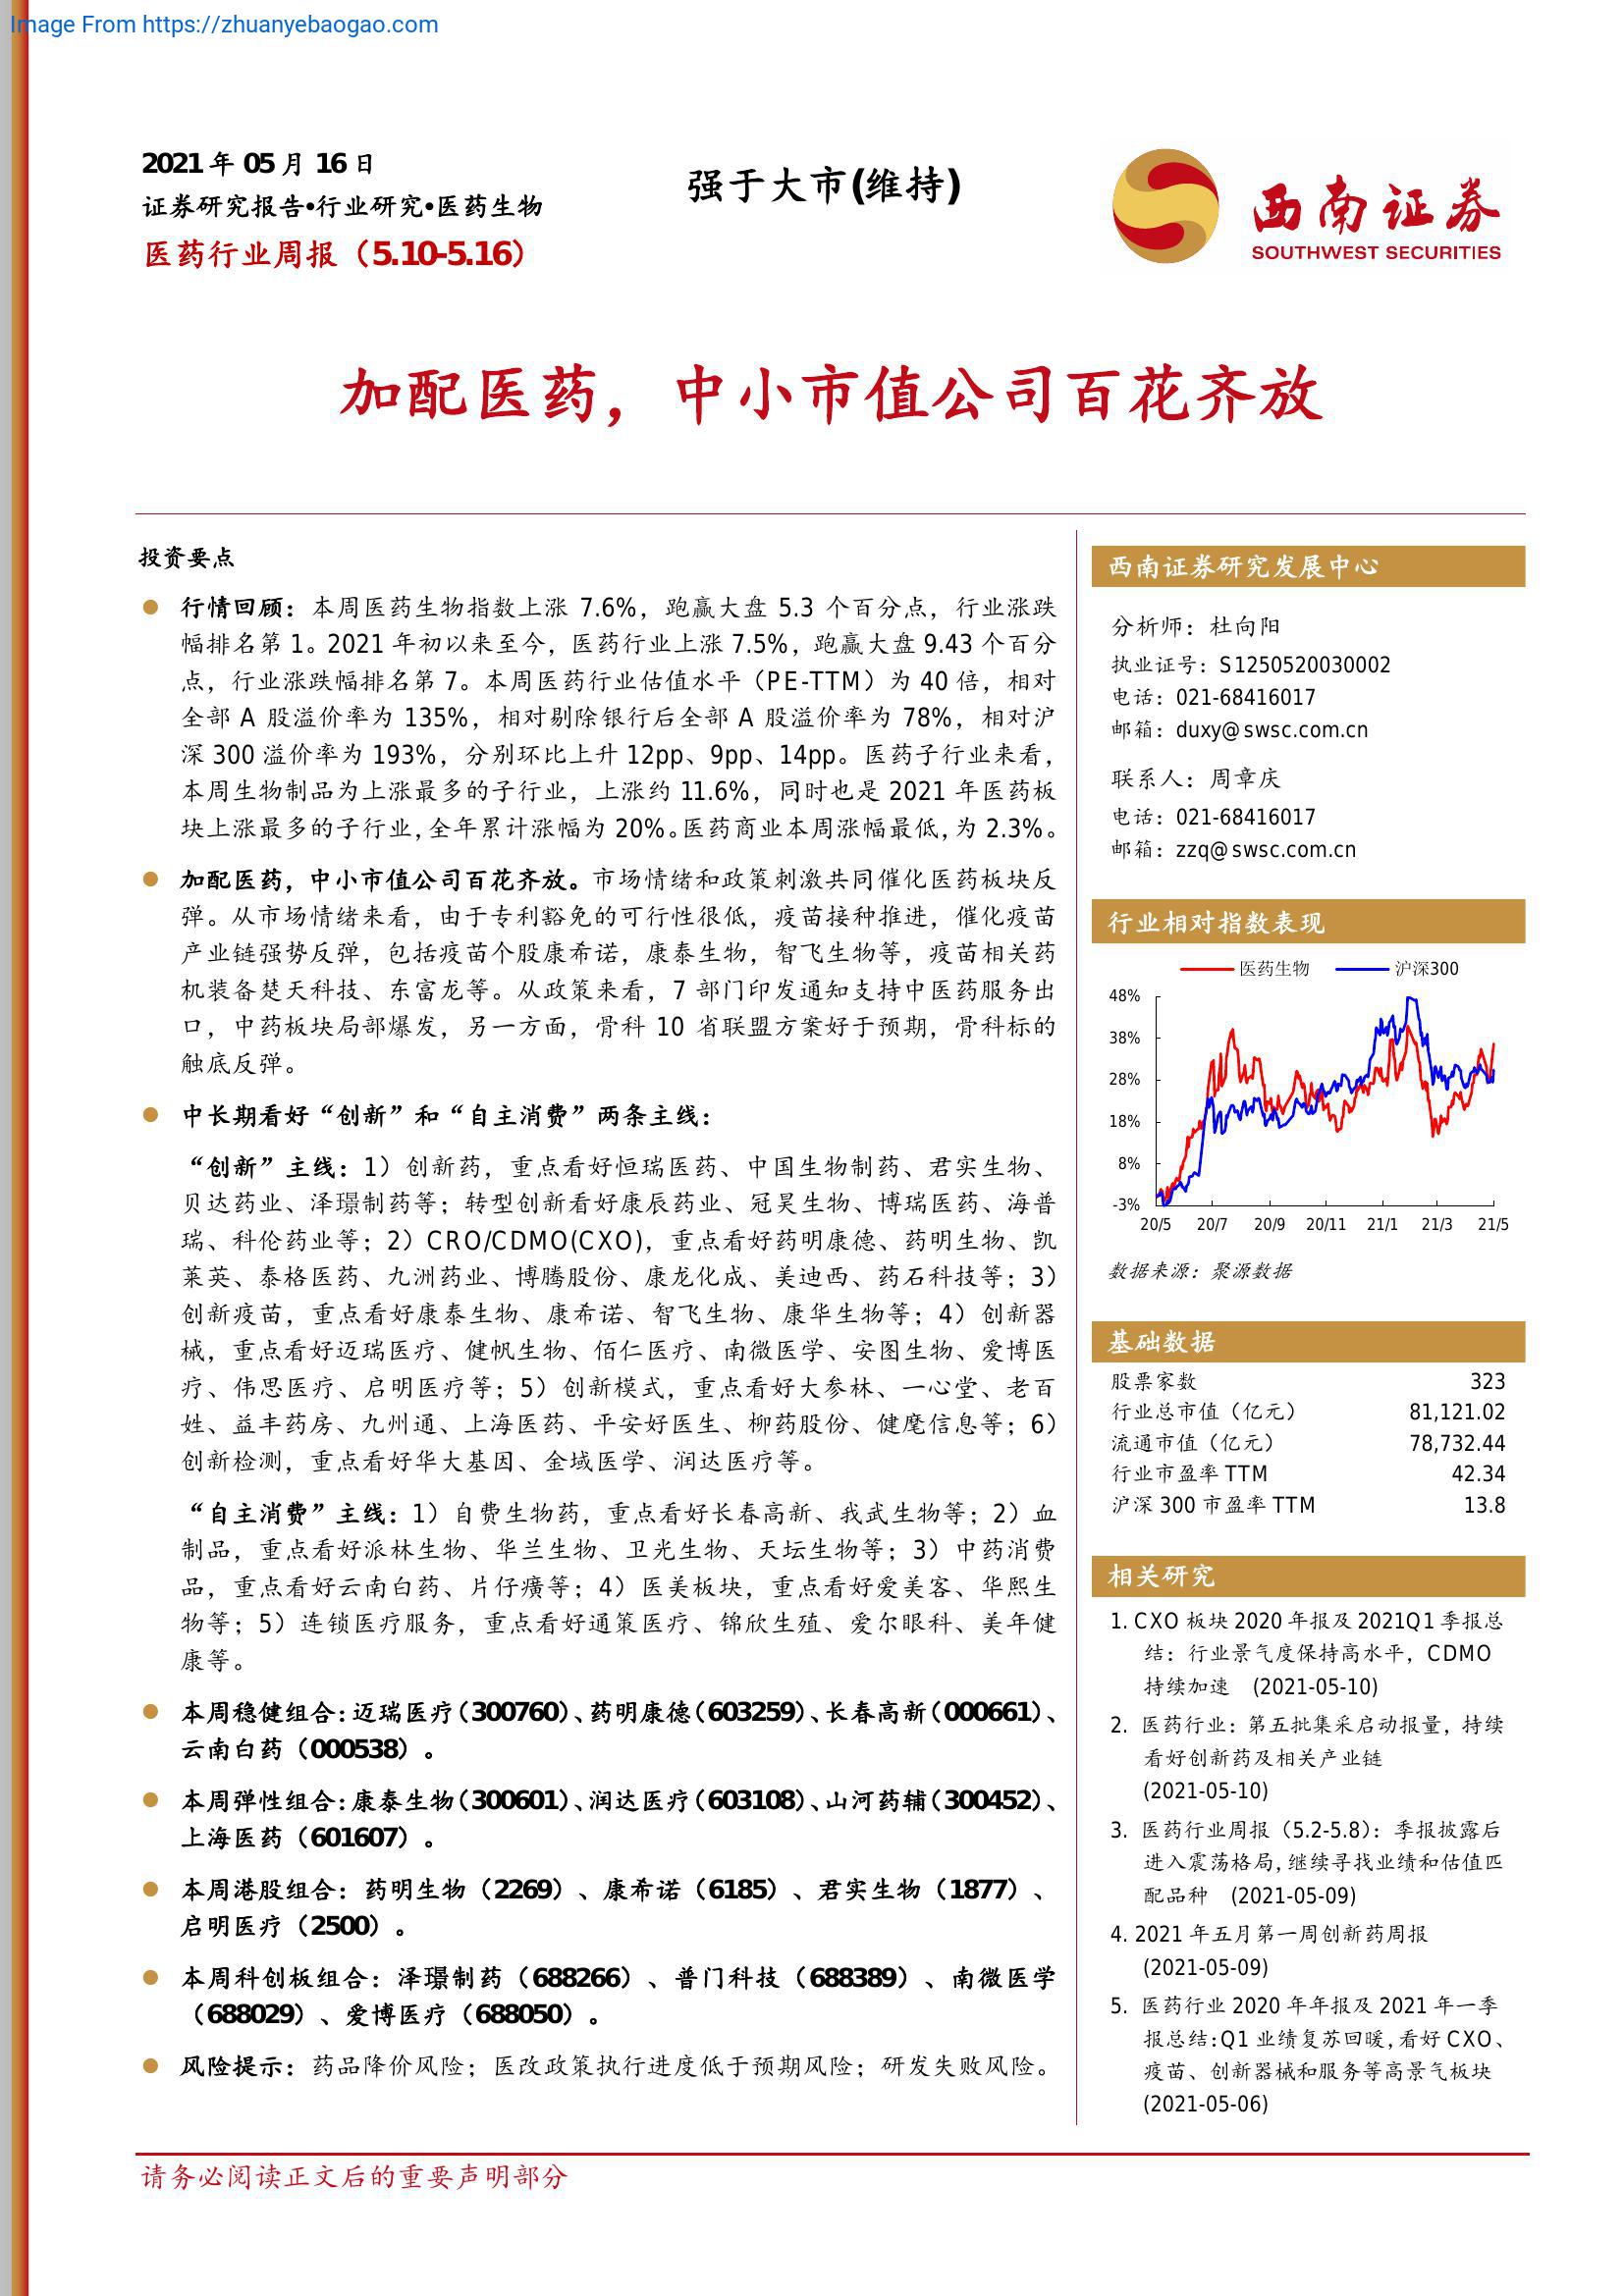 Image From https://zhuanyebaogao.com
2021 年 05 月 16 日
证券研究报告•行业研究•医药生物
医药行业周报（5.10-5.16）
强于大市(维持)
西南证券
SOUTHWEST SECURITIES
加配医药，中小市值公司百花齐放
投资要点
行情回顾：本周医药生物指数上涨 7.6%，跑赢大盘 5.3 个百分点，行业涨跌
幅排名第 1。2021 年初以来至今，医药行业上涨 7.5%，跑赢大盘 9.43 个百分
点，行业涨跌幅排名第 7。本周医药行业估值水平（PE-TTM）为 40 倍，相对
全部 A 股溢价率为 135%，相对剔除银行后全部 A 股溢价率为 78%，相对沪
深 300 溢价率为 193%，分别环比上升 12pp、9pp、14pp。医药子行业来看，
本周生物制品为上涨最多的子行业，上涨约 11.6%，同时也是 2021 年医药板
块上涨最多的子行业，全年累计涨幅为 20%。医药商业本周涨幅最低，为 2.3%。
加配医药，中小市值公司百花齐放。市场情绪和政策刺激共同催化医药板块反
弹。从市场情绪来看，由于专利豁免的可行性很低，疫苗接种推进，催化疫苗
产业链强势反弹，包括疫苗个股康希诺，康泰生物，智飞生物等，疫苗相关药
机装备楚天科技、东富龙等。从政策来看，7 部门印发通知支持中医药服务出
口，中药板块局部爆发，另一方面，骨科 10 省联盟方案好于预期，骨科标的
触底反弹。
中长期看好“创新”和“自主消费”两条主线：
“创新”主线：1）创新药，重点看好恒瑞医药、中国生物制药、君实生物、
贝达药业、泽璟制药等；转型创新看好康辰药业、冠昊生物、博瑞医药、海普
瑞、科伦药业等；2）CRO/CDMO(CXO)，重点看好药明康德、药明生物、凯
莱英、泰格医药、九洲药业、博腾股份、康龙化成、美迪西、药石科技等；3）
创新疫苗，重点看好康泰生物、康希诺、智飞生物、康华生物等；4）创新器
械，重点看好迈瑞医疗、健帆生物、佰仁医疗、南微医学、安图生物、爱博医
疗、伟思医疗、启明医疗等；5）创新模式，重点看好大参林、一心堂、老百
姓、益丰药房、九州通、上海医药、平安好医生、柳药股份、健麾信息等；6）
创新检测，重点看好华大基因、金域医学、润达医疗等。
“自主消费”主线：1）自费生物药，重点看好长春高新、我武生物等；2）血
制品，重点看好派林生物、华兰生物、卫光生物、天坛生物等；3）中药消费
品，重点看好云南白药、片仔癀等；4）医美板块，重点看好爱美客、华熙生
物等；5）连锁医疗服务，重点看好通策医疗、锦欣生殖、爱尔眼科、美年健
康等。
本周稳健组合：迈瑞医疗（300760）、药明康德（603259）、长春高新（000661）、
云南白药（000538）。
本周弹性组合：康泰生物（300601）、润达医疗（603108）、山河药辅（300452）、
上海医药（601607）。
本周港股组合：药明生物（2269）、康希诺（6185）、君实生物（1877）、
启明医疗（2500）。
本周科创板组合：泽璟制药（688266）、普门科技（688389）、南微医学
（688029）、爱博医疗（688050）。
风险提示：药品降价风险；医改政策执行进度低于预期风险；研发失败风险。
西南证券研究发展中心
分析师：杜向阳
执业证号：S1250520030002
电话：021-68416017
邮箱：duxy@swsc.com.cn
联系人：周章庆
电话：021-68416017
邮箱：zzq@swsc.com.cn
行业相对指数表现
医药生物 沪深300
48%
38%
28%
18%
8%
-3%
20/5 20/7 20/9 20/11 21/1 21/3 21/5
数据来源：聚源数据
基础数据
股票家数 323
行业总市值（亿元） 81,121.02
流通市值（亿元） 78,732.44
行业市盈率 TTM 42.34
沪深 300 市盈率 TTM 13.8
相关研究
1. CXO 板块 2020 年报及 2021Q1 季报总
结：行业景气度保持高水平，CDMO
持续加速 (2021-05-10)
2. 医药行业：第五批集采启动报量，持续
看好创新药及相关产业链
(2021-05-10)
3. 医药行业周报（5.2-5.8）：季报披露后
进入震荡格局，继续寻找业绩和估值匹
配品种 (2021-05-09)
4. 2021 年五月第一周创新药周报
(2021-05-09)
5. 医药行业 2020 年年报及 2021 年一季
报总结：Q1 业绩复苏回暖，看好 CXO、
疫苗、创新器械和服务等高景气板块
(2021-05-06)
请务必阅读正文后的重要声明部分